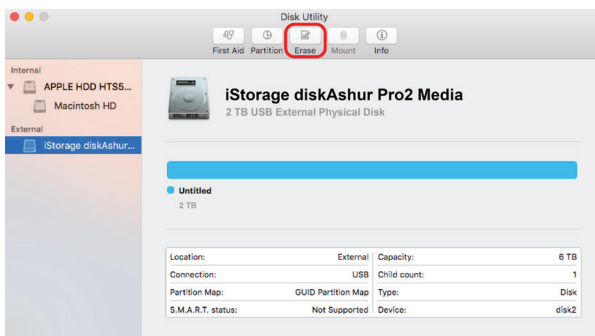 Disk Utility
First Aid Partition Erase Mount Info
Internal
APPLE HDD HTS5...
Macintosh HD
External
iStorage diskAshur...
iStorage diskAshur Pro2 Media
2 TB USB External Physical Disk
Untitled
2 TB
Location: External Capacity: 6 TB
Connection: USB Child count: 1
Partition Map: GUID Partition Map Type: Disk
S.M.A.R.T. status: Not Supported Device: disk2